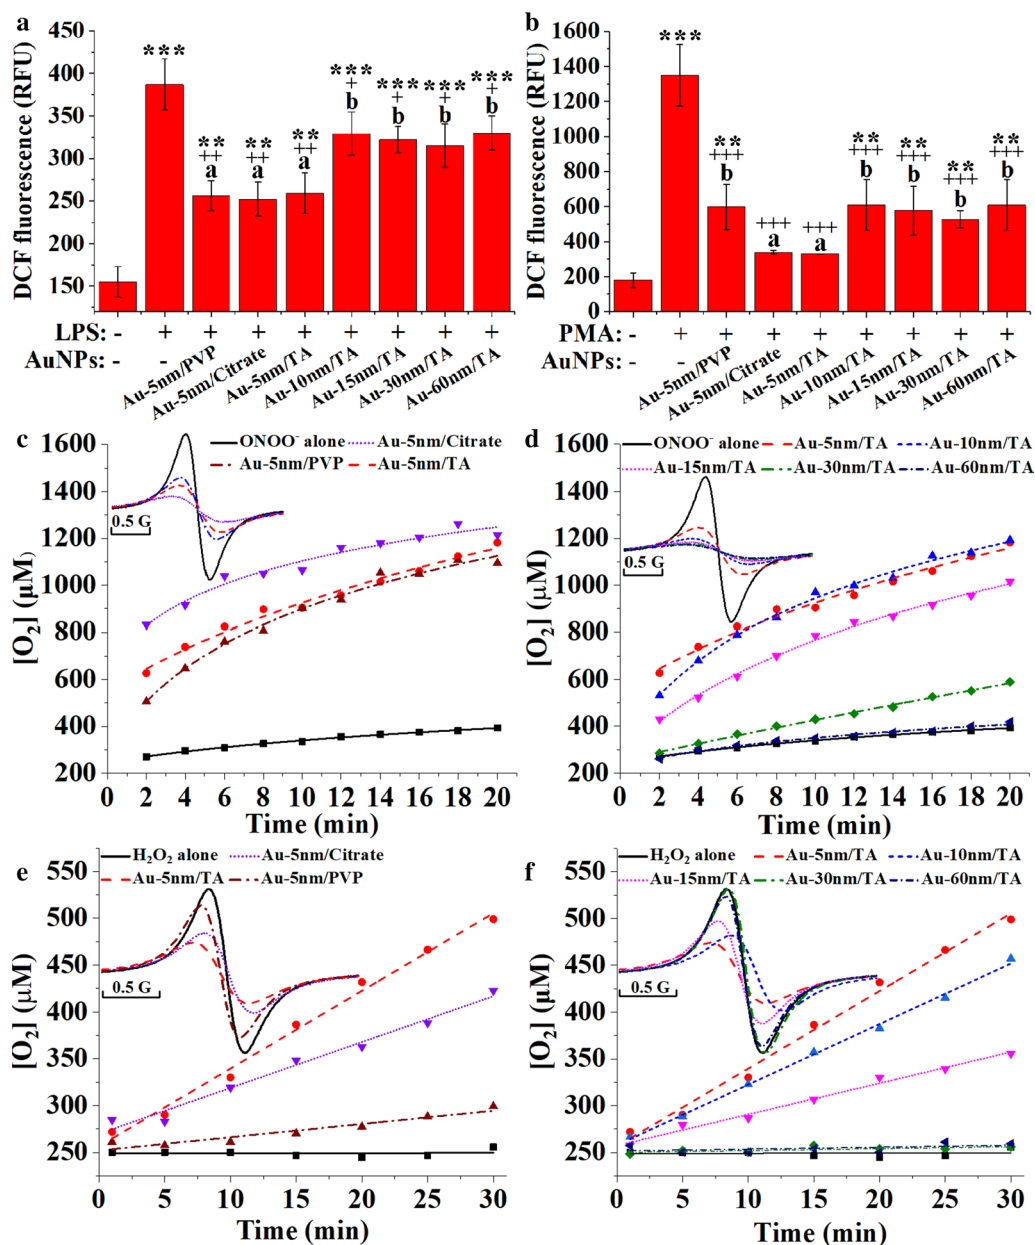 a
DCF fluorescence (RFU)
450
400
350
300
250
200
150
***
**
++
a
**
++
a
**
++
a
***
+
b
***
+
b
***
+
b
***
+
b
LPS: - + + + + + + + +
AuNPs: - - Au-5nm/PVP Au-5nm/Citrate Au-5nm/TA Au-10nm/TA Au-15nm/TA Au-30nm/TA Au-60nm/TA
b
DCF fluorescence (RFU)
1600
1400
1200
1000
800
600
400
200
0
***
**
+++
b
+++
a
+++
a
**
+++
b
**
+++
b
**
+++
b
**
+++
b
PMA: - + + + + + + + +
AuNPs: - - Au-5nm/PVP Au-5nm/Citrate Au-5nm/TA Au-10nm/TA Au-15nm/TA Au-30nm/TA Au-60nm/TA
c
[O₂] (μM)
1600
1400
1200
1000
800
600
400
200
ONOO⁻ alone Au-5nm/Citrate
Au-5nm/PVP Au-5nm/TA
0.5 G
0 2 4 6 8 10 12 14 16 18 20
Time (min)
d
[O₂] (μM)
1600
1400
1200
1000
800
600
400
200
ONOO⁻ alone Au-5nm/TA Au-10nm/TA
Au-15nm/TA Au-30nm/TA Au-60nm/TA
0.5 G
0 2 4 6 8 10 12 14 16 18 20
Time (min)
e
[O₂] (μM)
550
500
450
400
350
300
250
200
H₂O₂ alone Au-5nm/Citrate
Au-5nm/TA Au-5nm/PVP
0.5 G
0 5 10 15 20 25 30
Time (min)
f
[O₂] (μM)
550
500
450
400
350
300
250
200
H₂O₂ alone Au-5nm/TA Au-10nm/TA
Au-15nm/TA Au-30nm/TA Au-60nm/TA
0.5 G
0 5 10 15 20 25 30
Time (min)